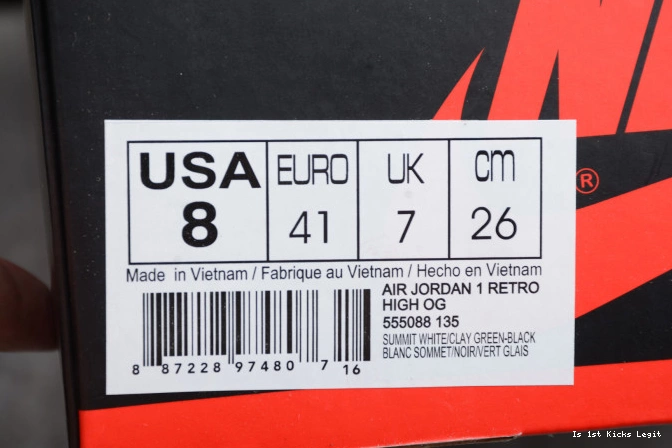 USA EURO UK cm
8 41 7 26
Made in Vietnam / Fabrique au Vietnam / Hecho en Vietnam
AIR JORDAN 1 RETRO
HIGH OG
555088 135
SUMMIT WHITE/CLAY GREEN-BLACK
BLANC SOMMET/NOIR/VERT GLAIS
8 87228 97480 7 16
®
Is 1st Kicks Legit